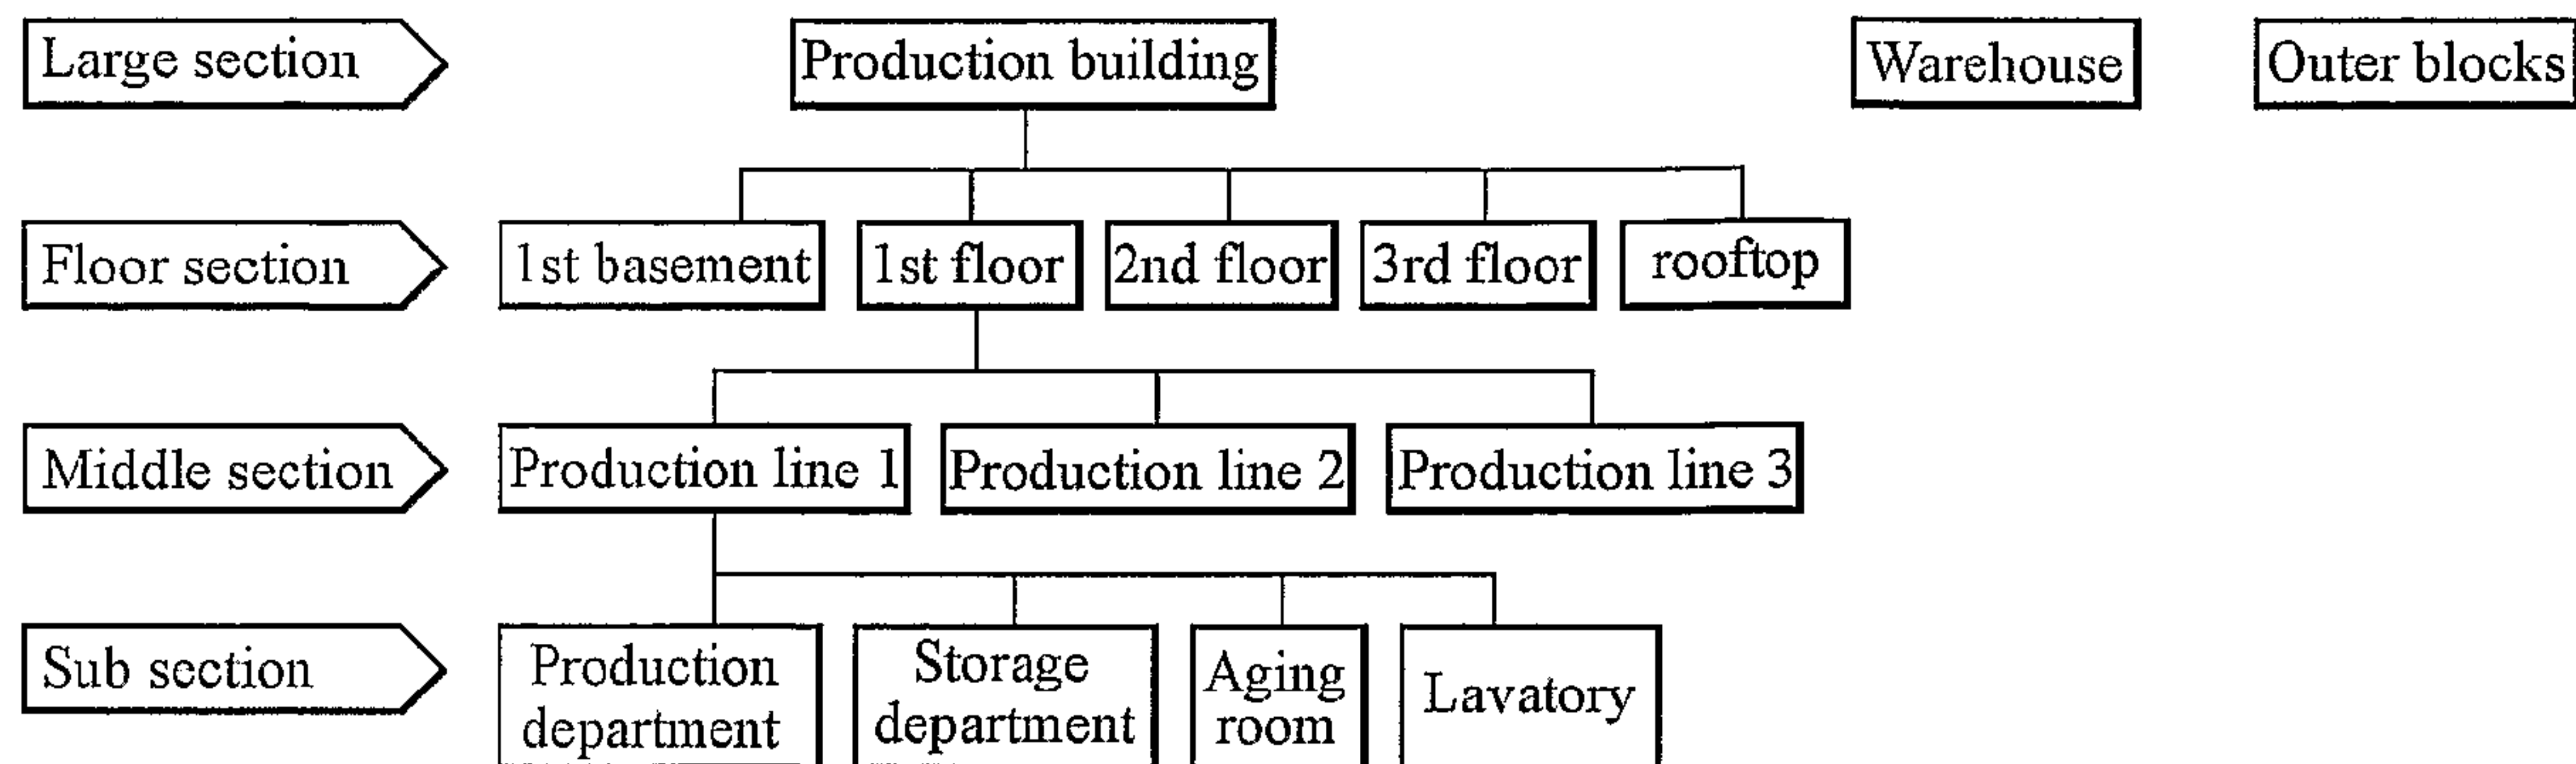 Large section
Production building
Warehouse
Outer blocks
Floor section
1st basement
1st floor
2nd floor
3rd floor
rooftop
Middle section
Production line 1
Production line 2
Production line 3
Sub section
Production
department
Storage
department
Aging
room
Lavatory